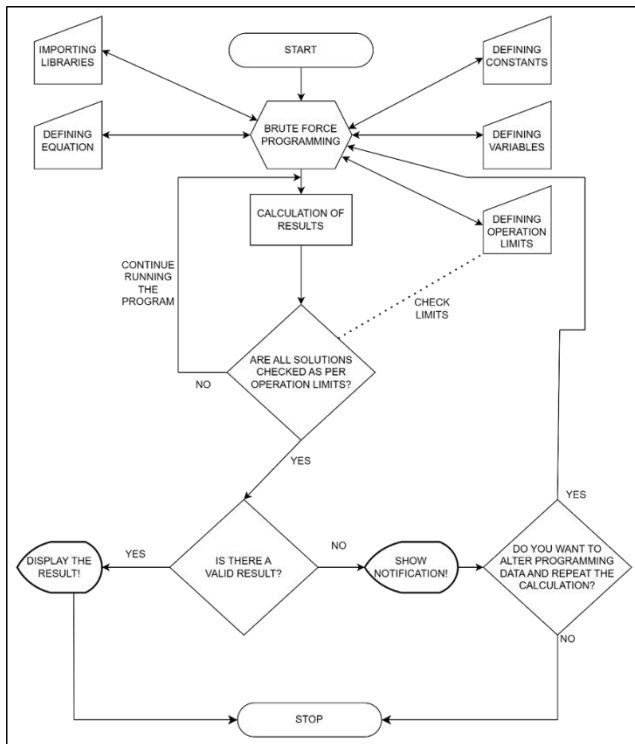 IMPORTING
LIBRARIES
START
DEFINING
CONSTANTS
DEFINING
EQUATION
BRUTE FORCE
PROGRAMMING
DEFINING
VARIABLES
CALCULATION OF
RESULTS
DEFINING
OPERATION
LIMITS
CONTINUE
RUNNING
THE
PROGRAM
CHECK
LIMITS
ARE ALL SOLUTIONS
CHECKED AS PER
OPERATION LIMITS?
NO
YES
DISPLAY THE
RESULT!
YES
IS THERE A
VALID RESULT?
NO
SHOW
NOTIFICATION!
YES
DO YOU WANT TO
ALTER PROGRAMMING
DATA AND REPEAT THE
CALCULATION?
NO
STOP